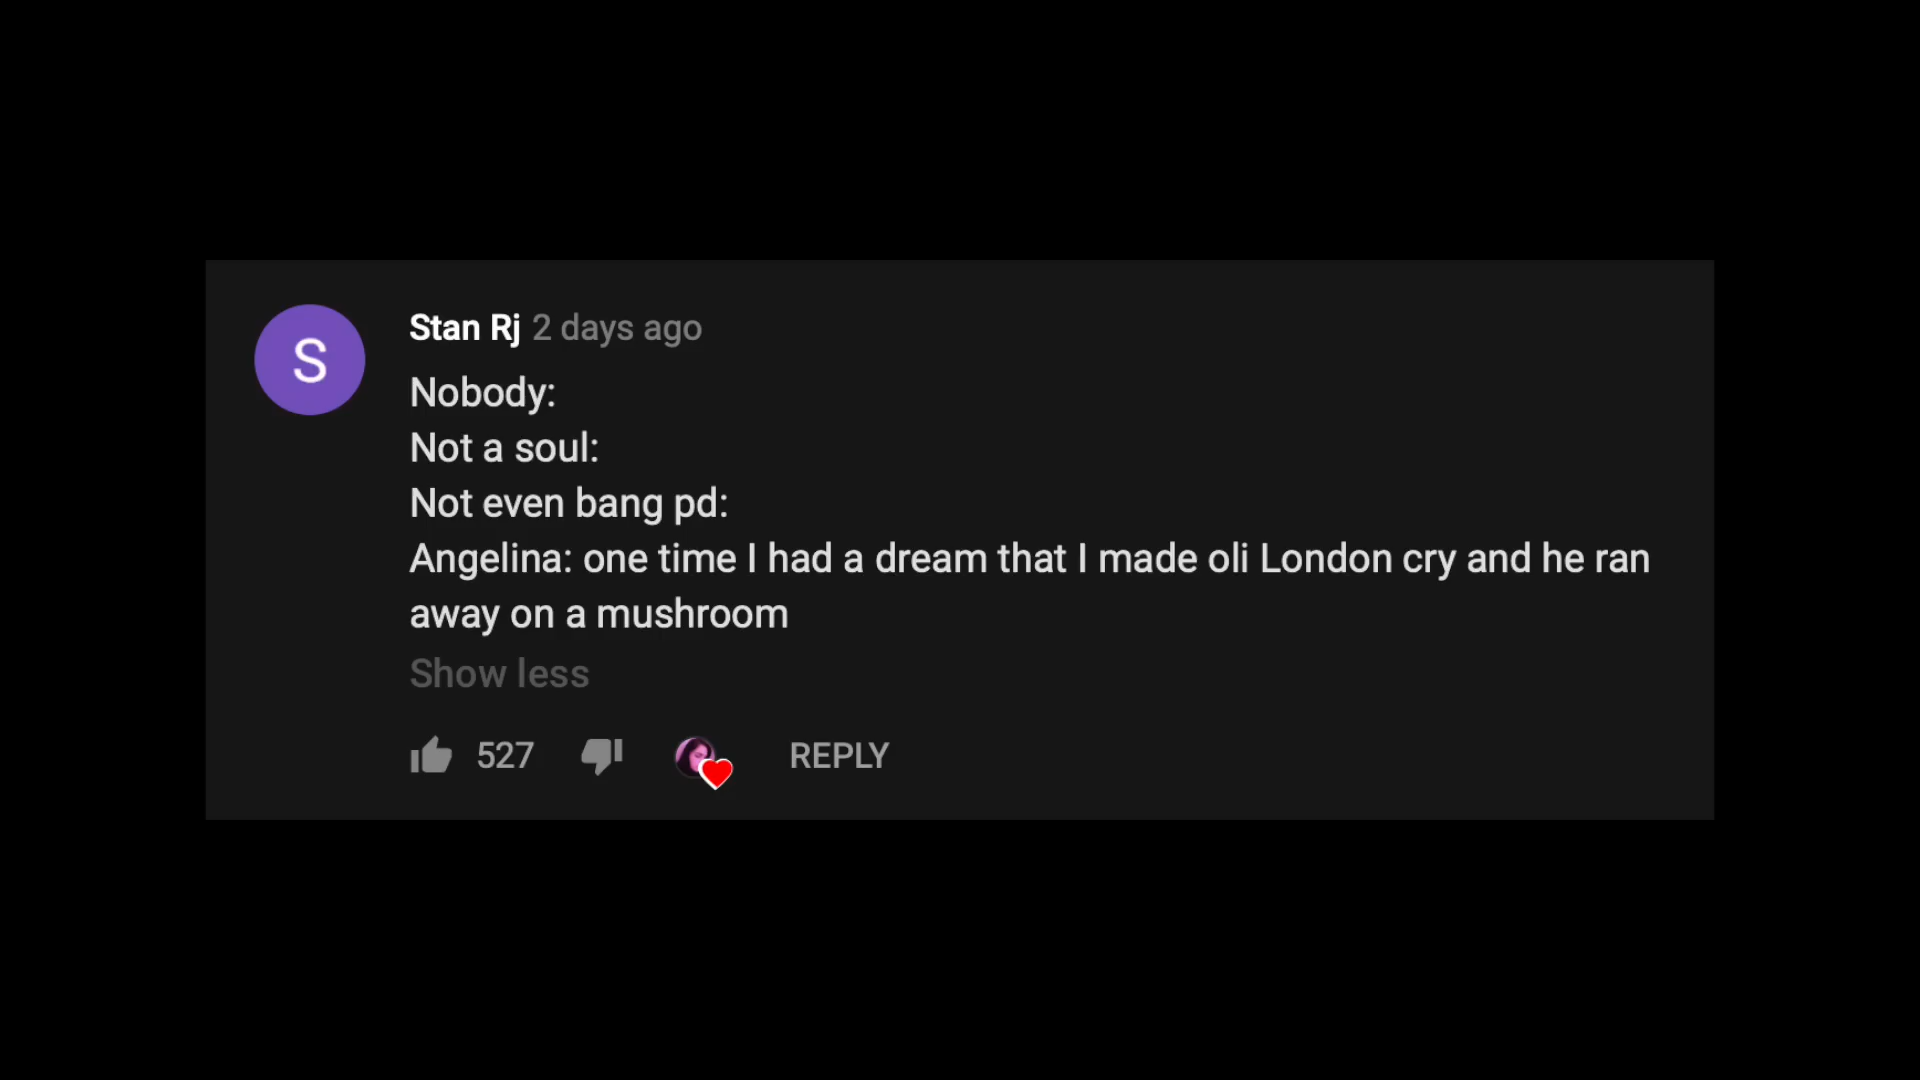 S
Stan Rj 2 days ago
Nobody:
Not a soul:
Not even bang pd:
Angelina: one time I had a dream that I made oli London cry and he ran
away on a mushroom
Show less
527 REPLY